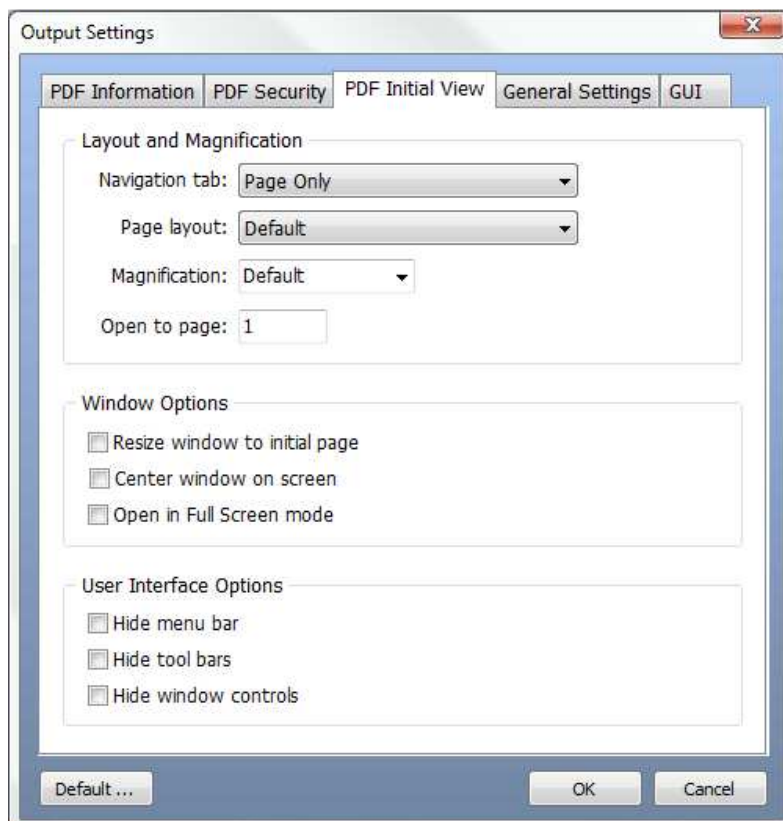 Output Settings
PDF Information PDF Security PDF Initial View General Settings GUI
Layout and Magnification
Navigation tab: Page Only
Page layout: Default
Magnification: Default
Open to page: 1
Window Options
Resize window to initial page
Center window on screen
Open in Full Screen mode
User Interface Options
Hide menu bar
Hide tool bars
Hide window controls
Default ... OK Cancel